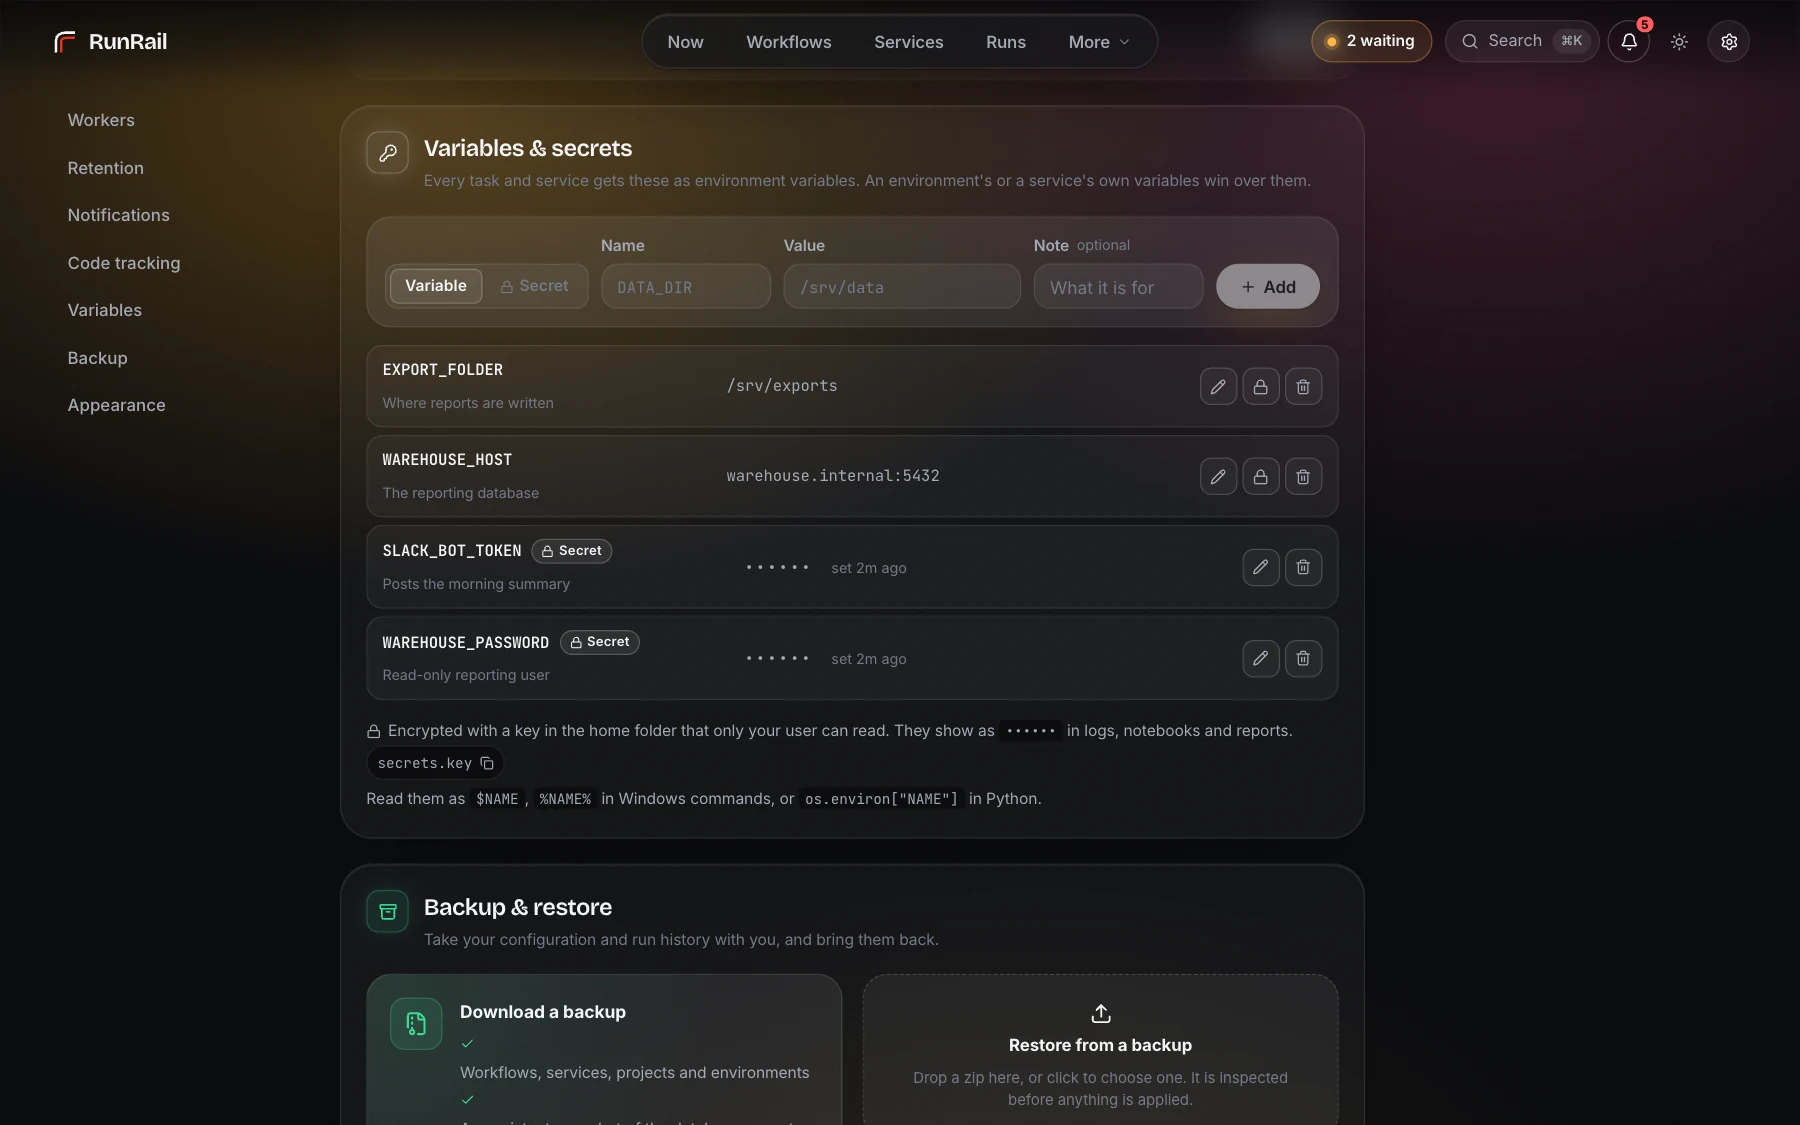 RunRail
Now
Workflows
Services
Runs
More
2 waiting
Search ⌘K
5
Workers
Retention
Notifications
Code tracking
Variables
Backup
Appearance
Variables & secrets
Every task and service gets these as environment variables. An environment's or a service's own variables win over them.
Name
Value
Note optional
Variable
Secret
DATA_DIR
/srv/data
What it is for
+ Add
EXPORT_FOLDER
Where reports are written
/srv/exports
WAREHOUSE_HOST
The reporting database
warehouse.internal:5432
SLACK_BOT_TOKEN Secret
Posts the morning summary
•••••• set 2m ago
WAREHOUSE_PASSWORD Secret
Read-only reporting user
•••••• set 2m ago
Encrypted with a key in the home folder that only your user can read. They show as •••••• in logs, notebooks and reports.
secrets.key
Read them as $NAME, %NAME% in Windows commands, or os.environ["NAME"] in Python.
Backup & restore
Take your configuration and run history with you, and bring them back.
Download a backup
Workflows, services, projects and environments
Restore from a backup
Drop a zip here, or click to choose one. It is inspected
before anything is applied.